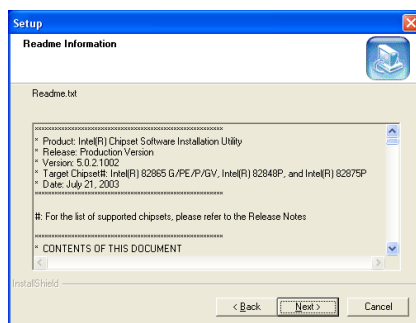 Setup
Readme Information
Readme.txt
************************************************************
* Product: Intel(R) Chipset Software Installation Utility
* Release: Production Version
* Version: 5.0.2.1002
* Target Chipset#: Intel(R) 82865 G/PE/P/GV, Intel(R) 82848P, and Intel(R) 82875P
* Date: July 21, 2003
************************************************************
#: For the list of supported chipsets, please refer to the Release Notes
************************************************************
* CONTENTS OF THIS DOCUMENT
InstallShield
< Back
Next >
Cancel